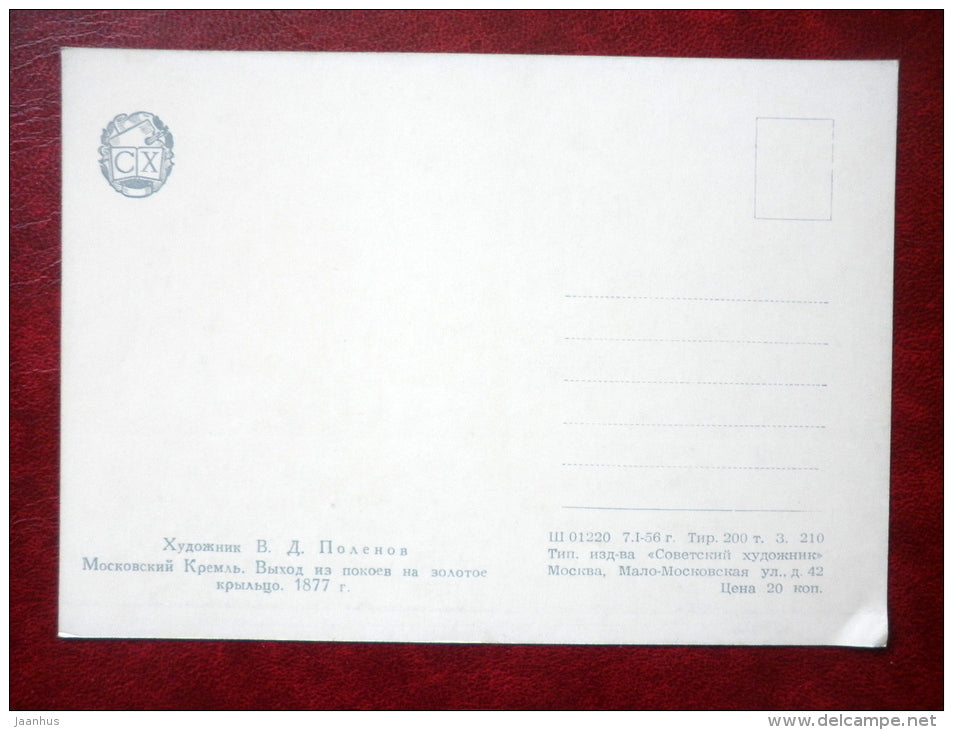 СХ
Художник В. Д. Поленов
Московский Кремль. Выход из покоев на золотое
крыльцо. 1877 г.
Ш 01220 7.I-56 г. Тир. 200 т. З. 210
Тип. изд-ва «Советский художник»
Москва, Мало-Московская ул., д. 42
Цена 20 коп.
jaanhus
delcampe.net